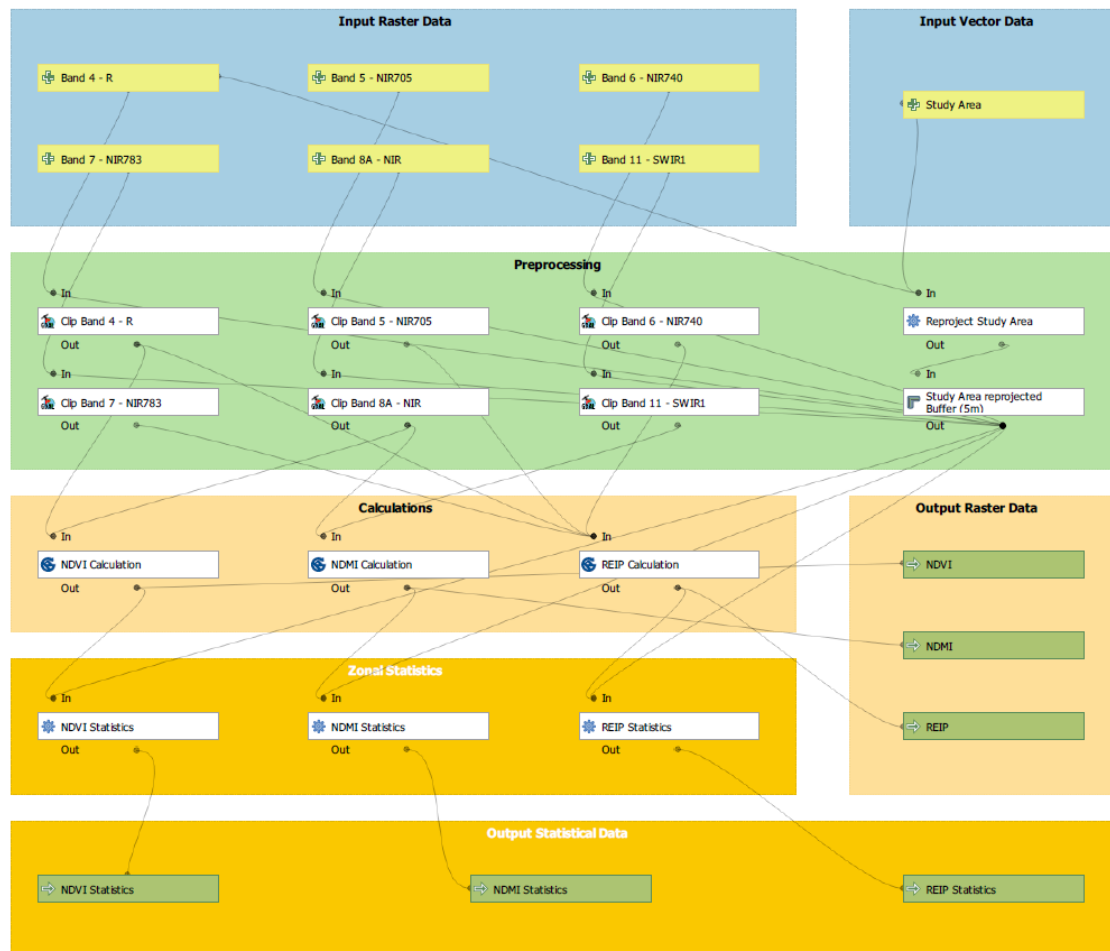 Input Raster Data
Input Vector Data
Band 4 - R
Band 5 - NIR705
Band 6 - NIR740
Study Area
Band 7 - NIR783
Band 8A - NIR
Band 11 - SWIR1
Preprocessing
In
In
In
In
Clip Band 4 - R
Clip Band 5 - NIR705
Clip Band 6 - NIR740
Reproject Study Area
Out
Out
Out
Out
In
In
In
In
Clip Band 7 - NIR783
Clip Band 8A - NIR
Clip Band 11 - SWIR1
Study Area reprojected
Buffer (5m)
Out
Out
Out
Out
Calculations
Output Raster Data
In
In
In
NDVI Calculation
NDMI Calculation
REIP Calculation
NDVI
Out
Out
Out
NDMI
Zonal Statistics
In
In
In
NDVI Statistics
NDMI Statistics
REIP Statistics
REIP
Out
Out
Out
Output Statistical Data
NDVI Statistics
NDMI Statistics
REIP Statistics